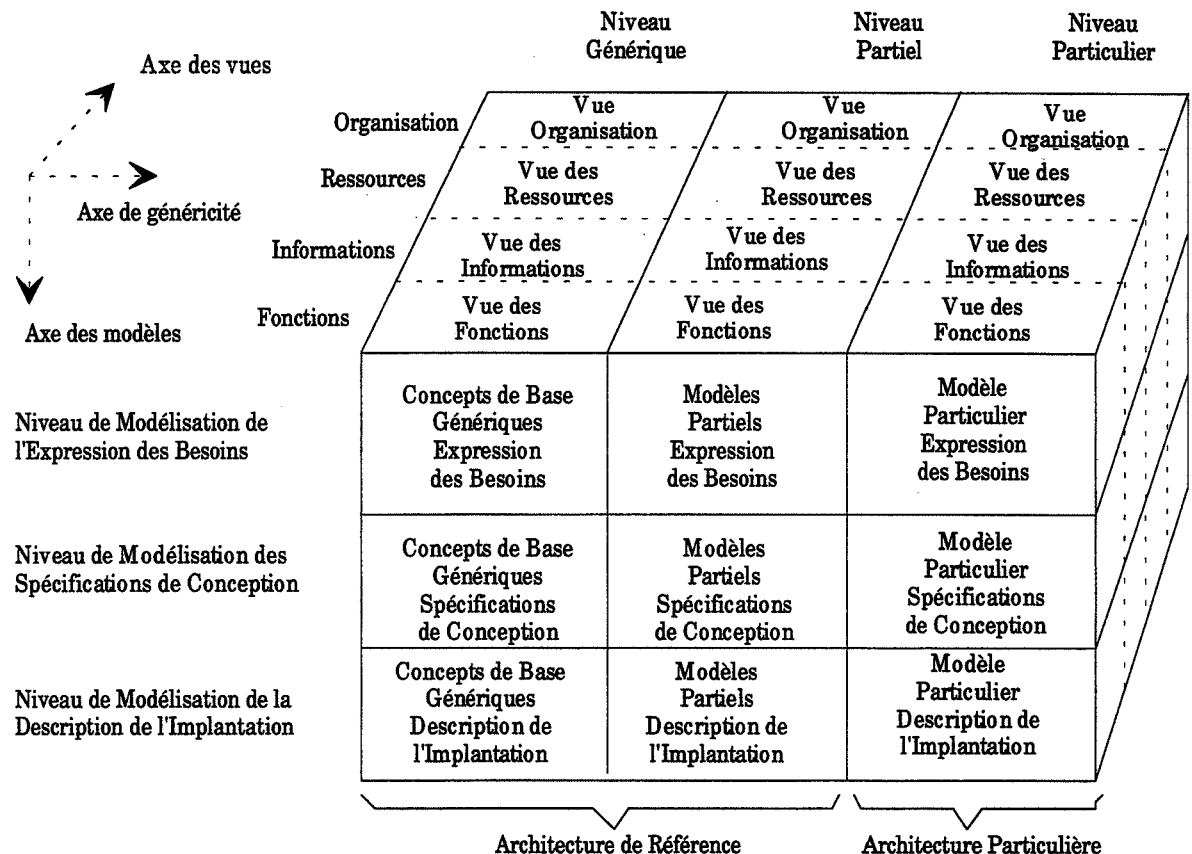 Niveau Générique
Niveau Partiel
Niveau Particulier
Axe des vues
Axe de généricité
Axe des modèles
Organisation
Vue Organisation
Vue Organisation
Vue Organisation
Ressources
Vue des Ressources
Vue des Ressources
Vue des Ressources
Informations
Vue des Informations
Vue des Informations
Vue des Informations
Fonctions
Vue des Fonctions
Vue des Fonctions
Vue des Fonctions
Niveau de Modélisation de
l'Expression des Besoins
Concepts de Base
Génériques
Expression
des Besoins
Modèles
Partiels
Expression
des Besoins
Modèle
Particulier
Expression
des Besoins
Niveau de Modélisation des
Spécifications de Conception
Concepts de Base
Génériques
Spécifications
de Conception
Modèles
Partiels
Spécifications
de Conception
Modèle
Particulier
Spécifications
de Conception
Niveau de Modélisation de la
Description de l'Implantation
Concepts de Base
Génériques
Description de
l'Implantation
Modèles
Partiels
Description de
l'Implantation
Modèle
Particulier
Description de
l'Implantation
Architecture de Référence
Architecture Particulière